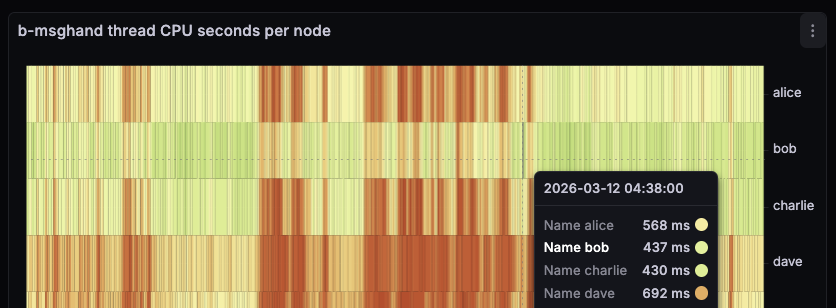 b-msghand thread CPU seconds per node
alice
bob
charlie
dave
2026-03-12 04:38:00
Name alice 568 ms
Name bob 437 ms
Name charlie 430 ms
Name dave 692 ms